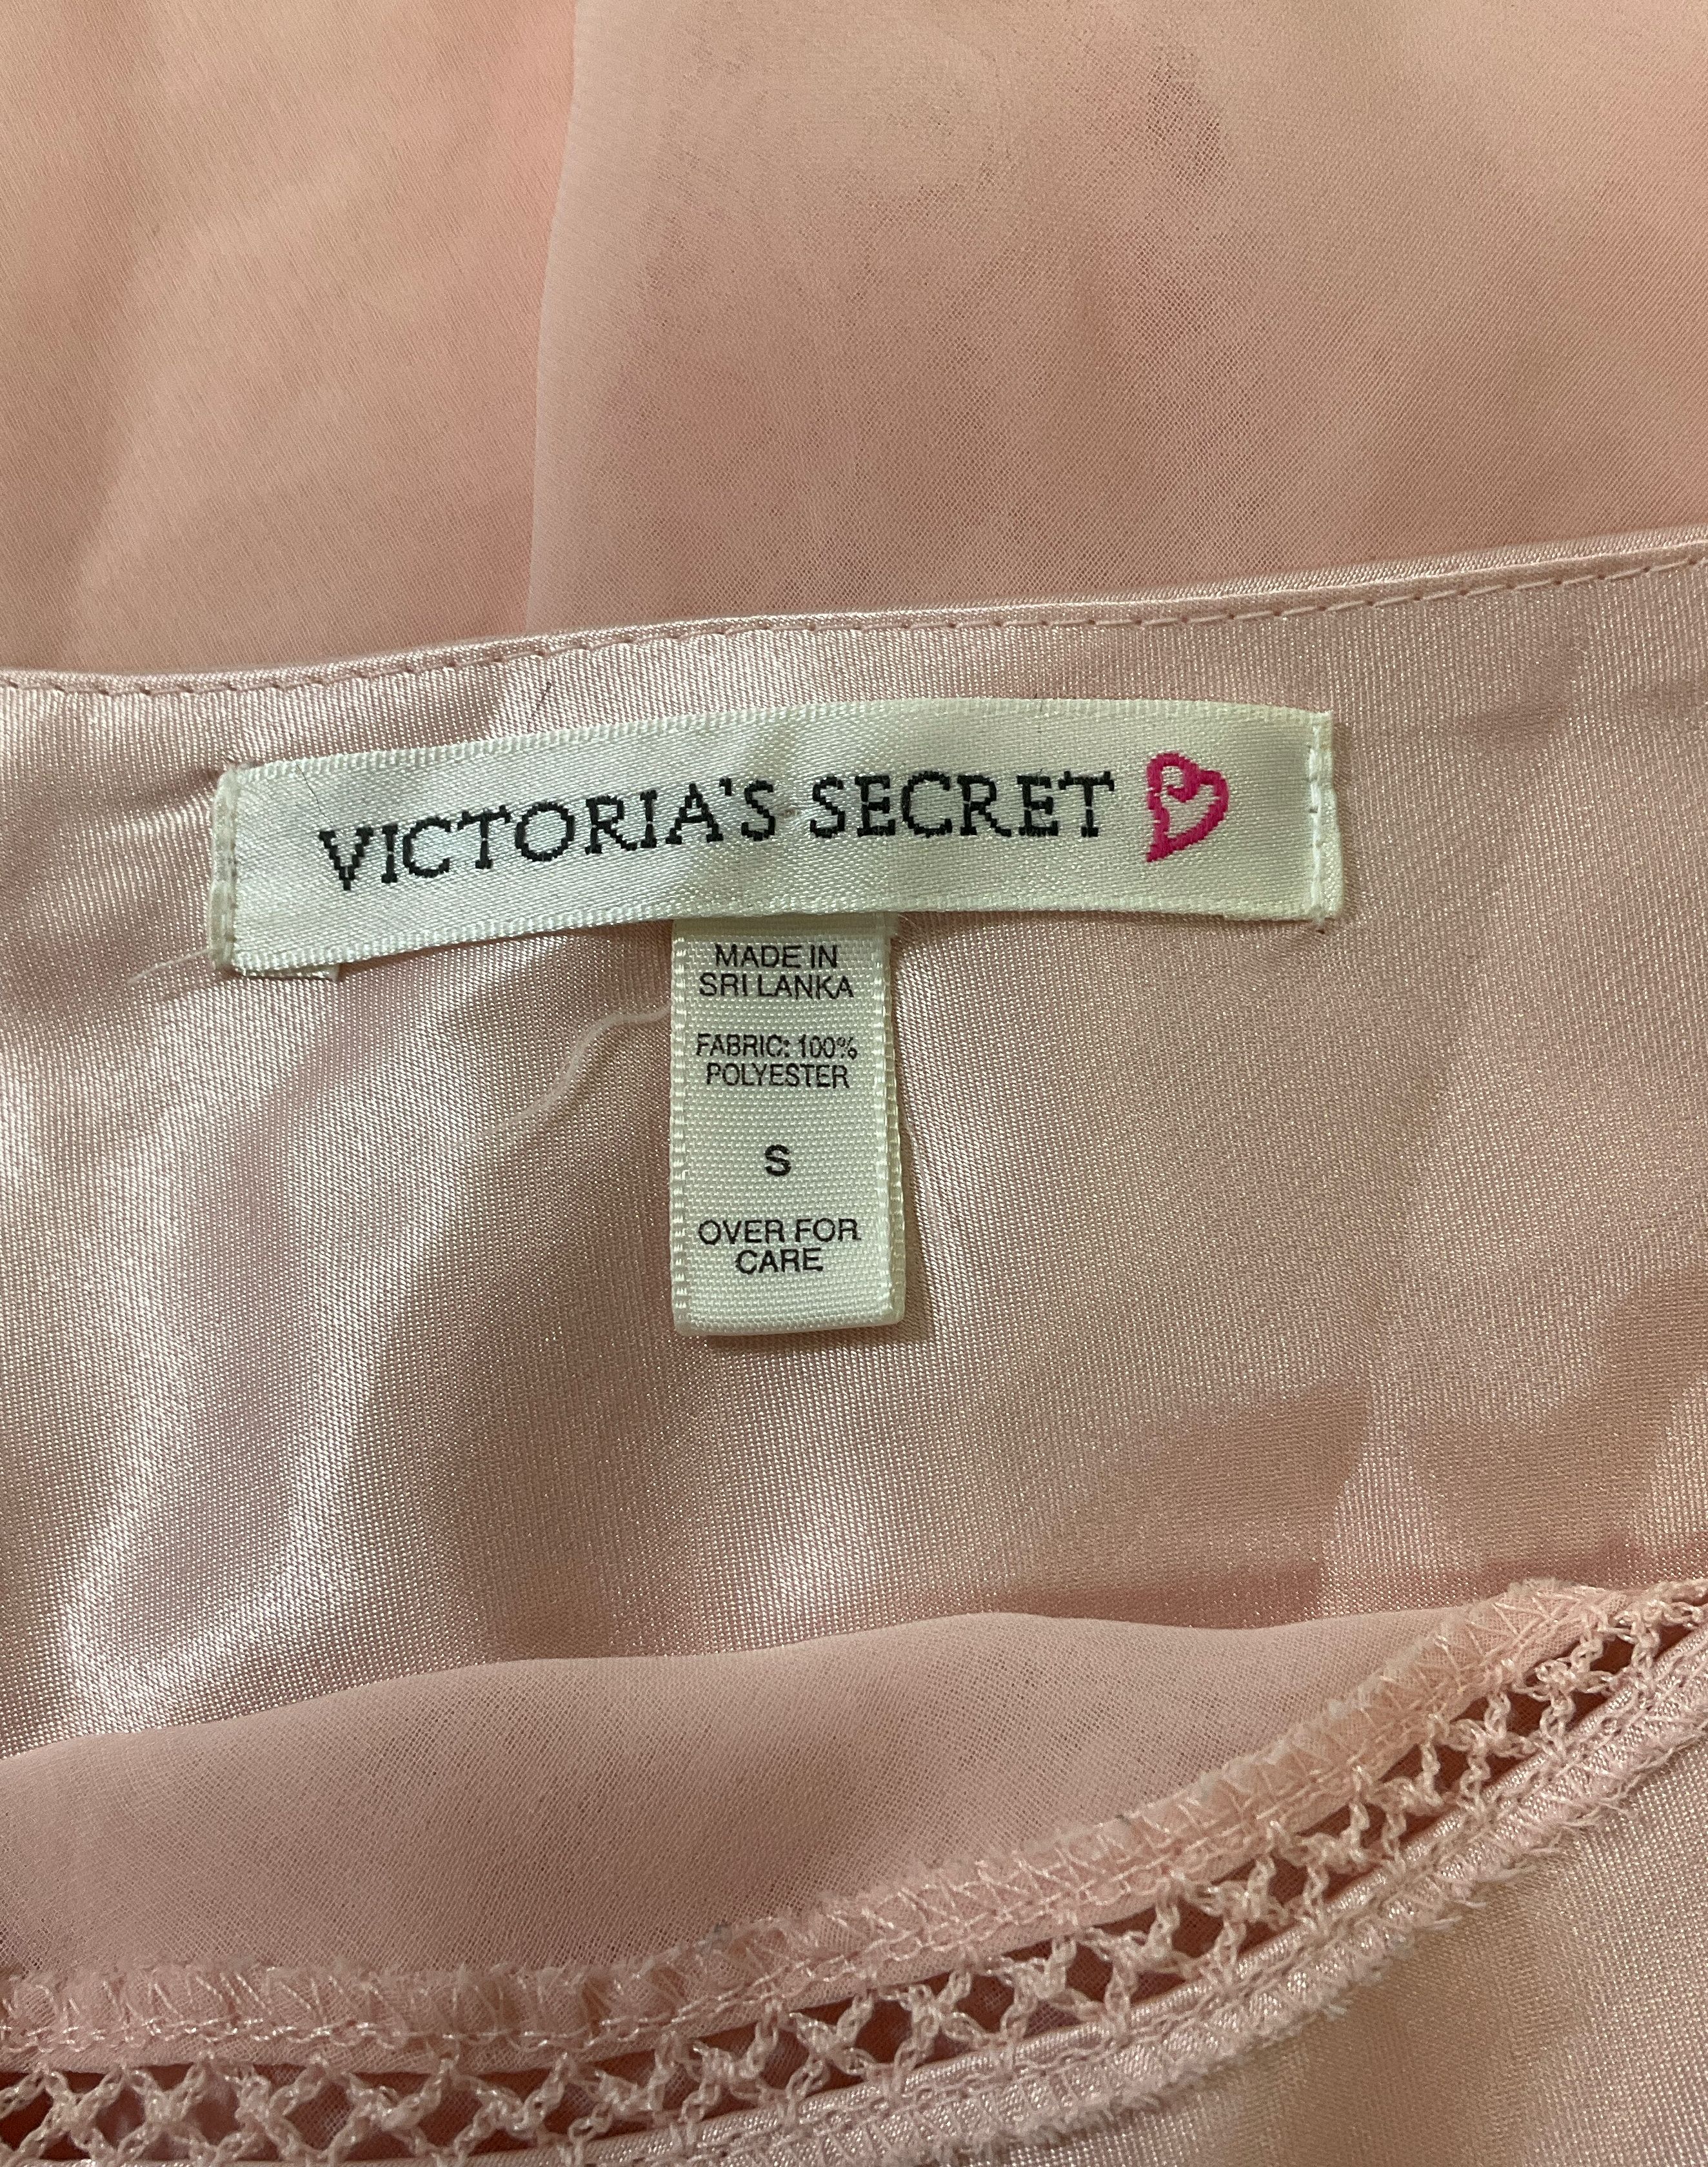 VICTORIA'S SECRET
MADE IN
SRI LANKA
FABRIC: 100%
POLYESTER
S
OVER FOR
CARE